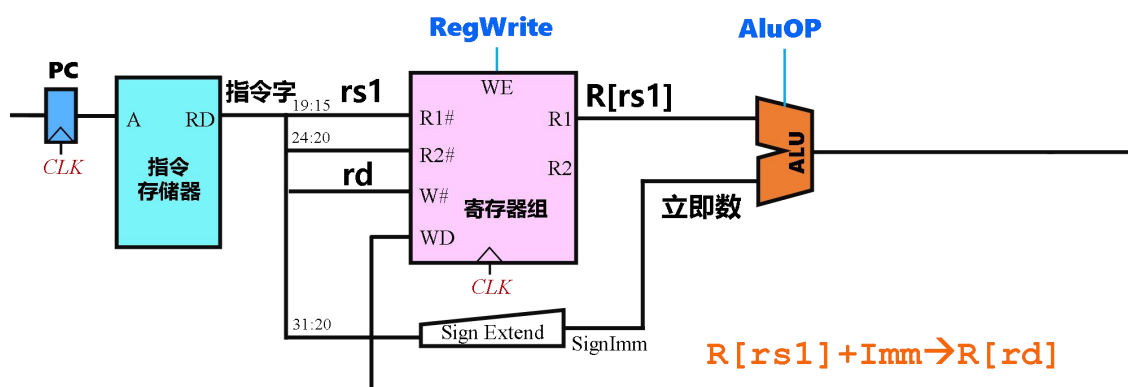 RegWrite
AluOP
PC
CLK
A
RD
指令
存储器
指令字
19:15
rs1
24:20
rd
31:20
WE
R1#
R2#
W#
WD
R1
R2
寄存器组
CLK
R[rs1]
立即数
ALU
Sign Extend
SignImm
R[rs1]+Imm→R[rd]